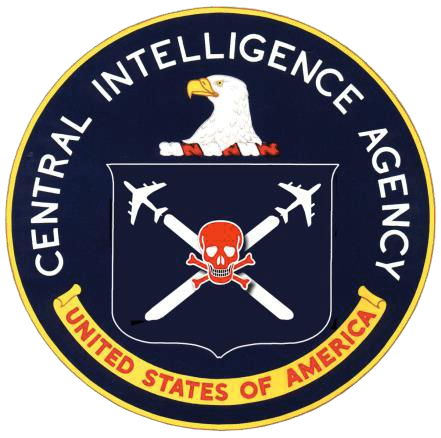 CENTRAL INTELLIGENCE AGENCY
UNITED STATES OF AMERICA